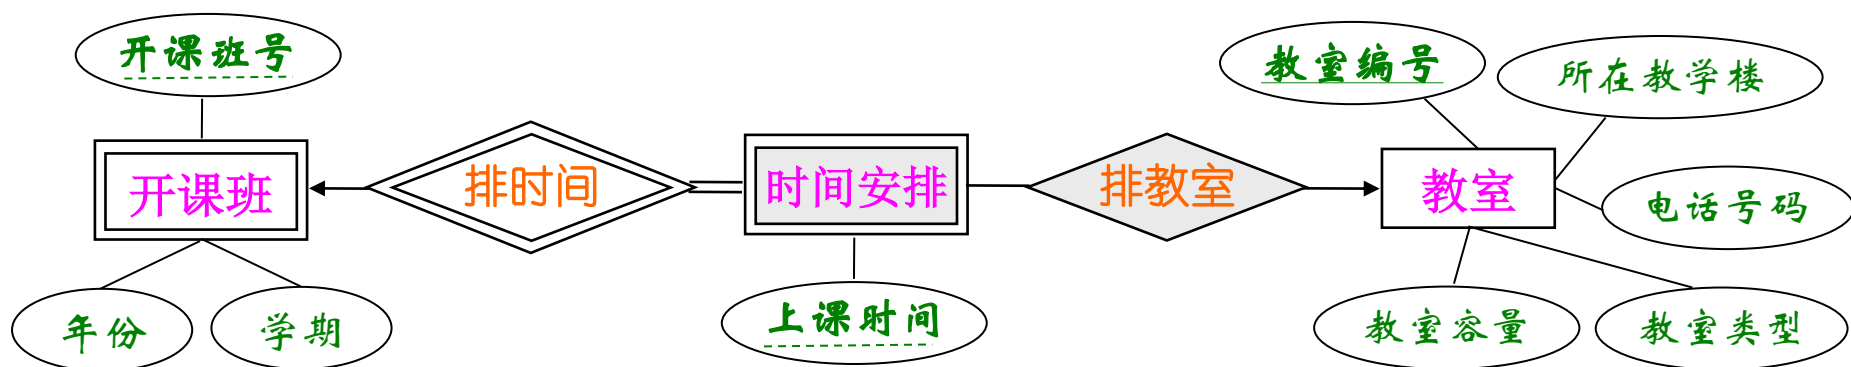 开课班号
教室编号
所在教学楼
开课班
排时间
时间安排
排教室
教室
电话号码
年份
学期
上课时间
教室容量
教室类型